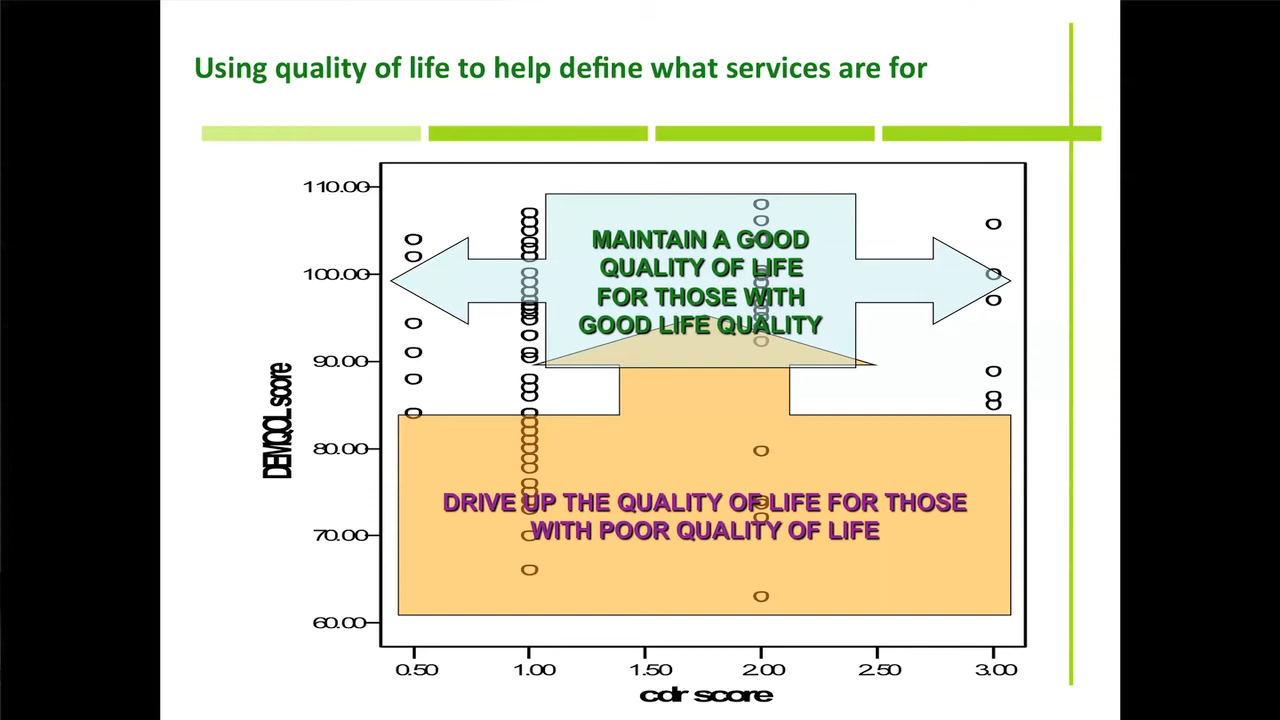 Using quality of life to help define what services are for
110.00
100.00
90.00
80.00
70.00
60.00
DEMQOL score
MAINTAIN A GOOD
QUALITY OF LIFE
FOR THOSE WITH
GOOD LIFE QUALITY
DRIVE UP THE QUALITY OF LIFE FOR THOSE
WITH POOR QUALITY OF LIFE
0.50 1.00 1.50 2.00 2.50 3.00
cdr score